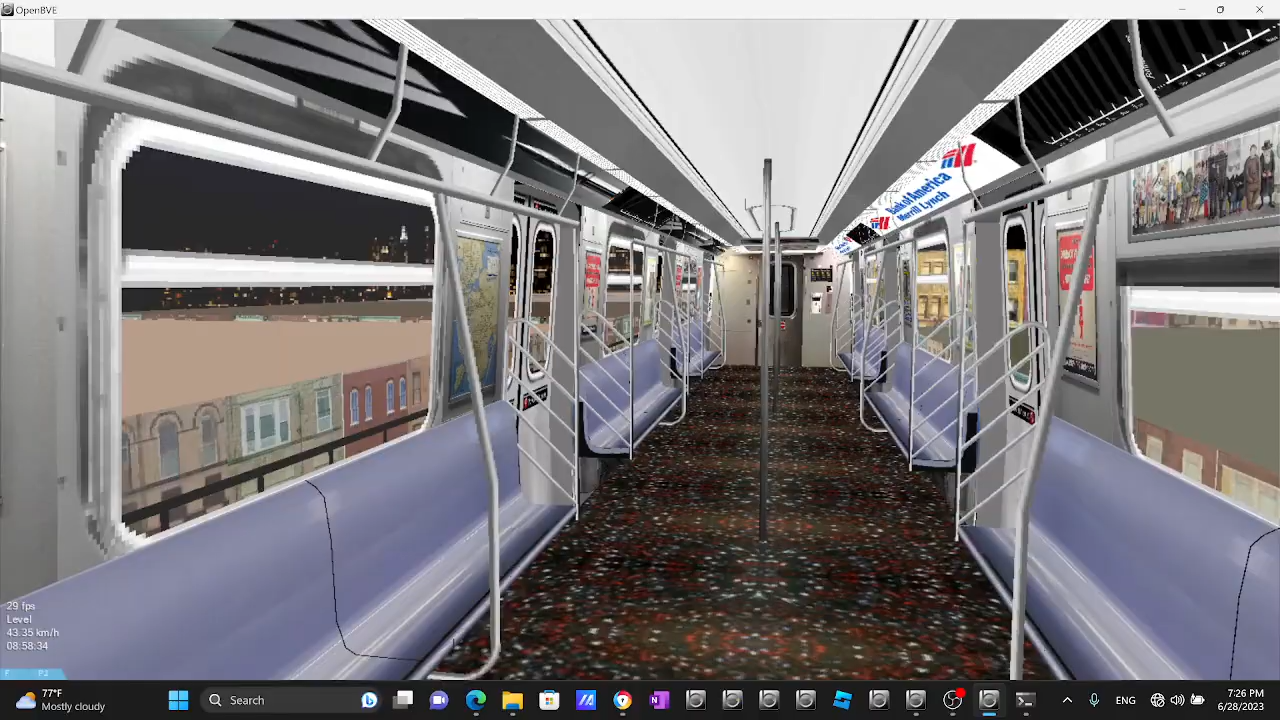 OpenBVE
Bank of America
Merrill Lynch
29 fps
Level
43.35 km/h
08:58:34
F P2
77°F
Mostly cloudy
Search
ENG
7:26 PM
6/28/2023